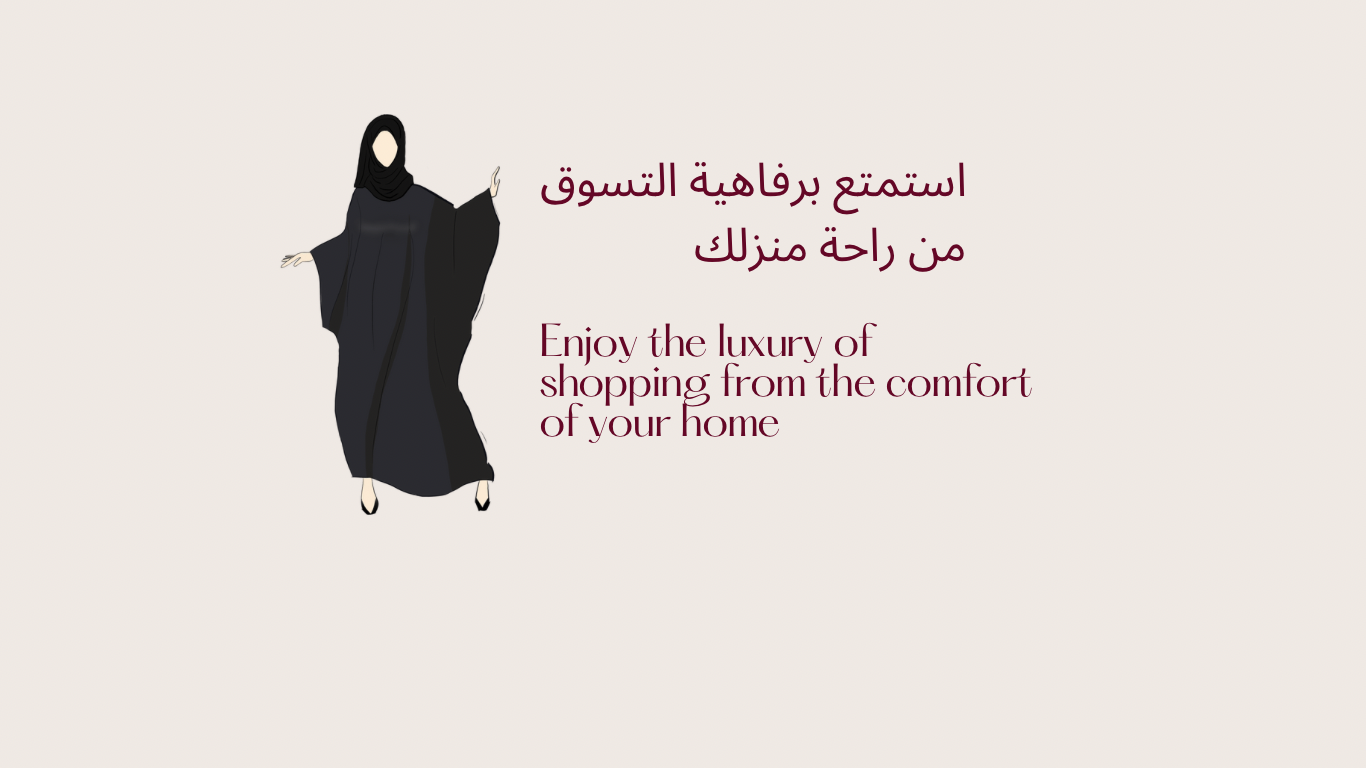 استمتع برفاهية التسوق
من راحة منزلك
Enjoy the luxury of
shopping from the comfort
of your home